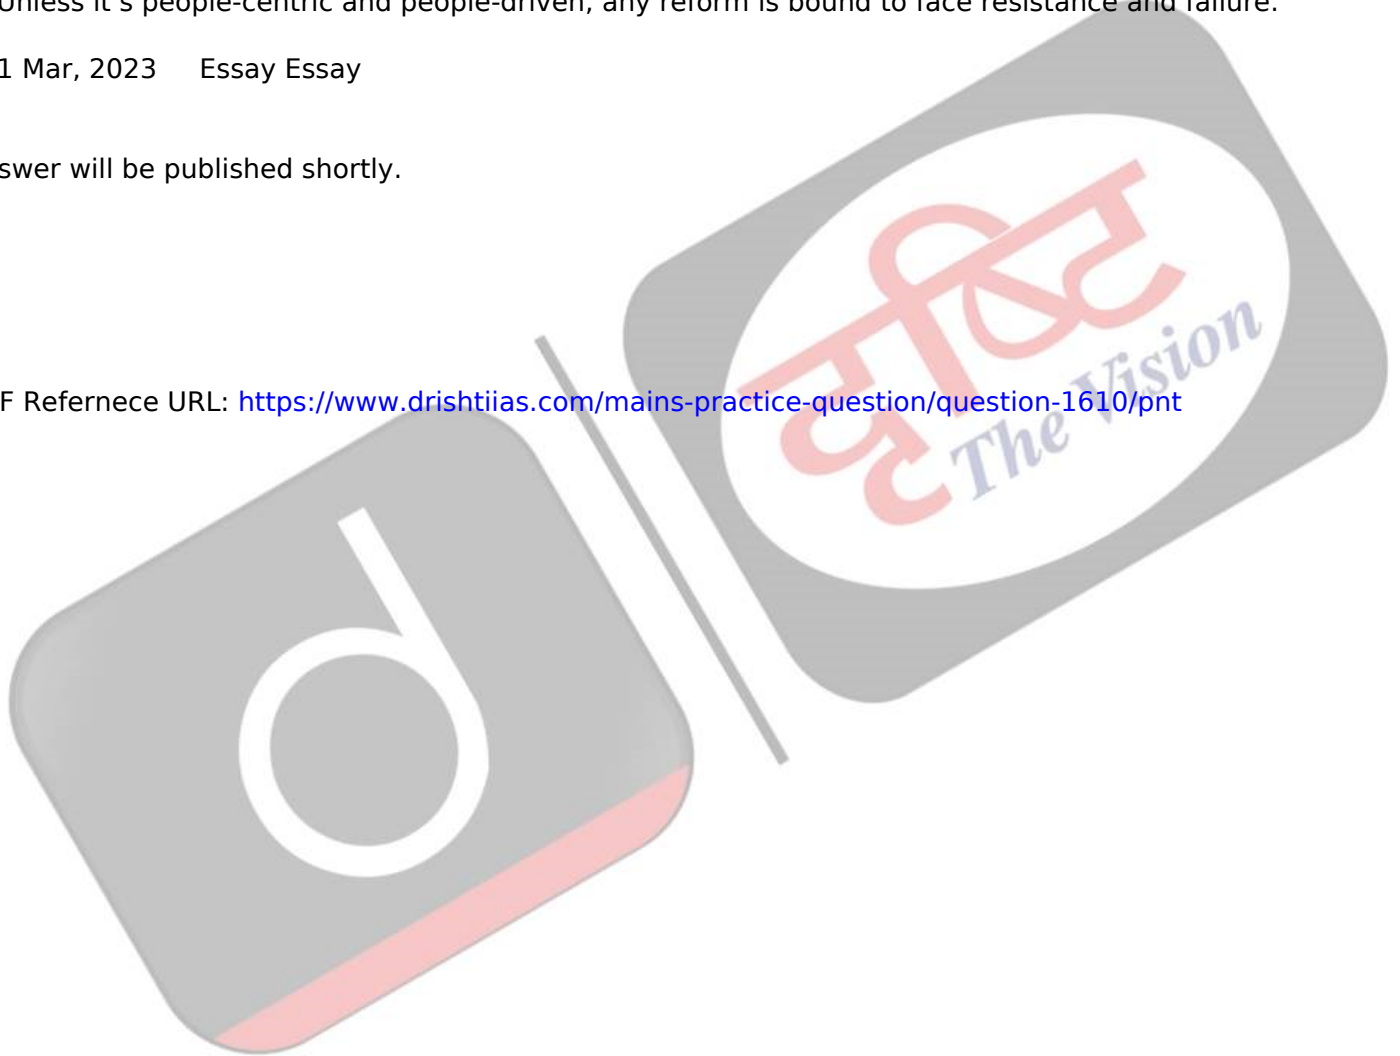 Unless it's people-centric and people-driven, any reform is bound to face resistance and failure.
1 Mar, 2023 Essay Essay
swer will be published shortly.
F Refernece URL: https://www.drishtiias.com/mains-practice-question/question-1610/pnt
दृष्टि
The Vision
d